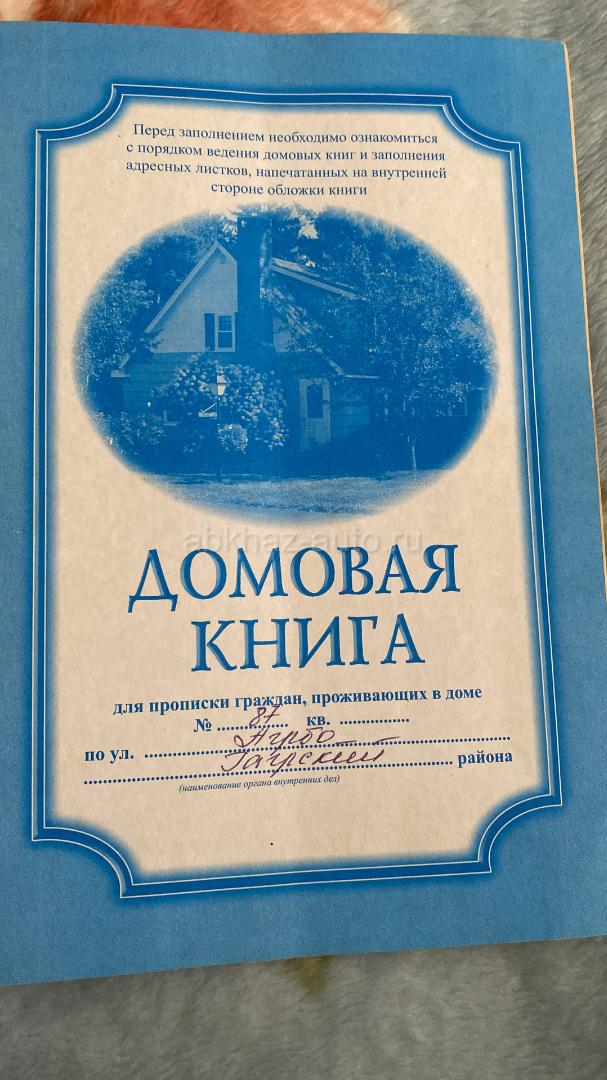 Перед заполнением необходимо ознакомиться
с порядком ведения домовых книг и заполнения
адресных листков, напечатанных на внутренней
стороне обложки книги
abkhaz-auto.ru
ДОМОВАЯ
КНИГА
для прописки граждан, проживающих в доме
№ 87 кв.
по ул. Агрба
Гагрский района
(наименование органа внутренних дел)